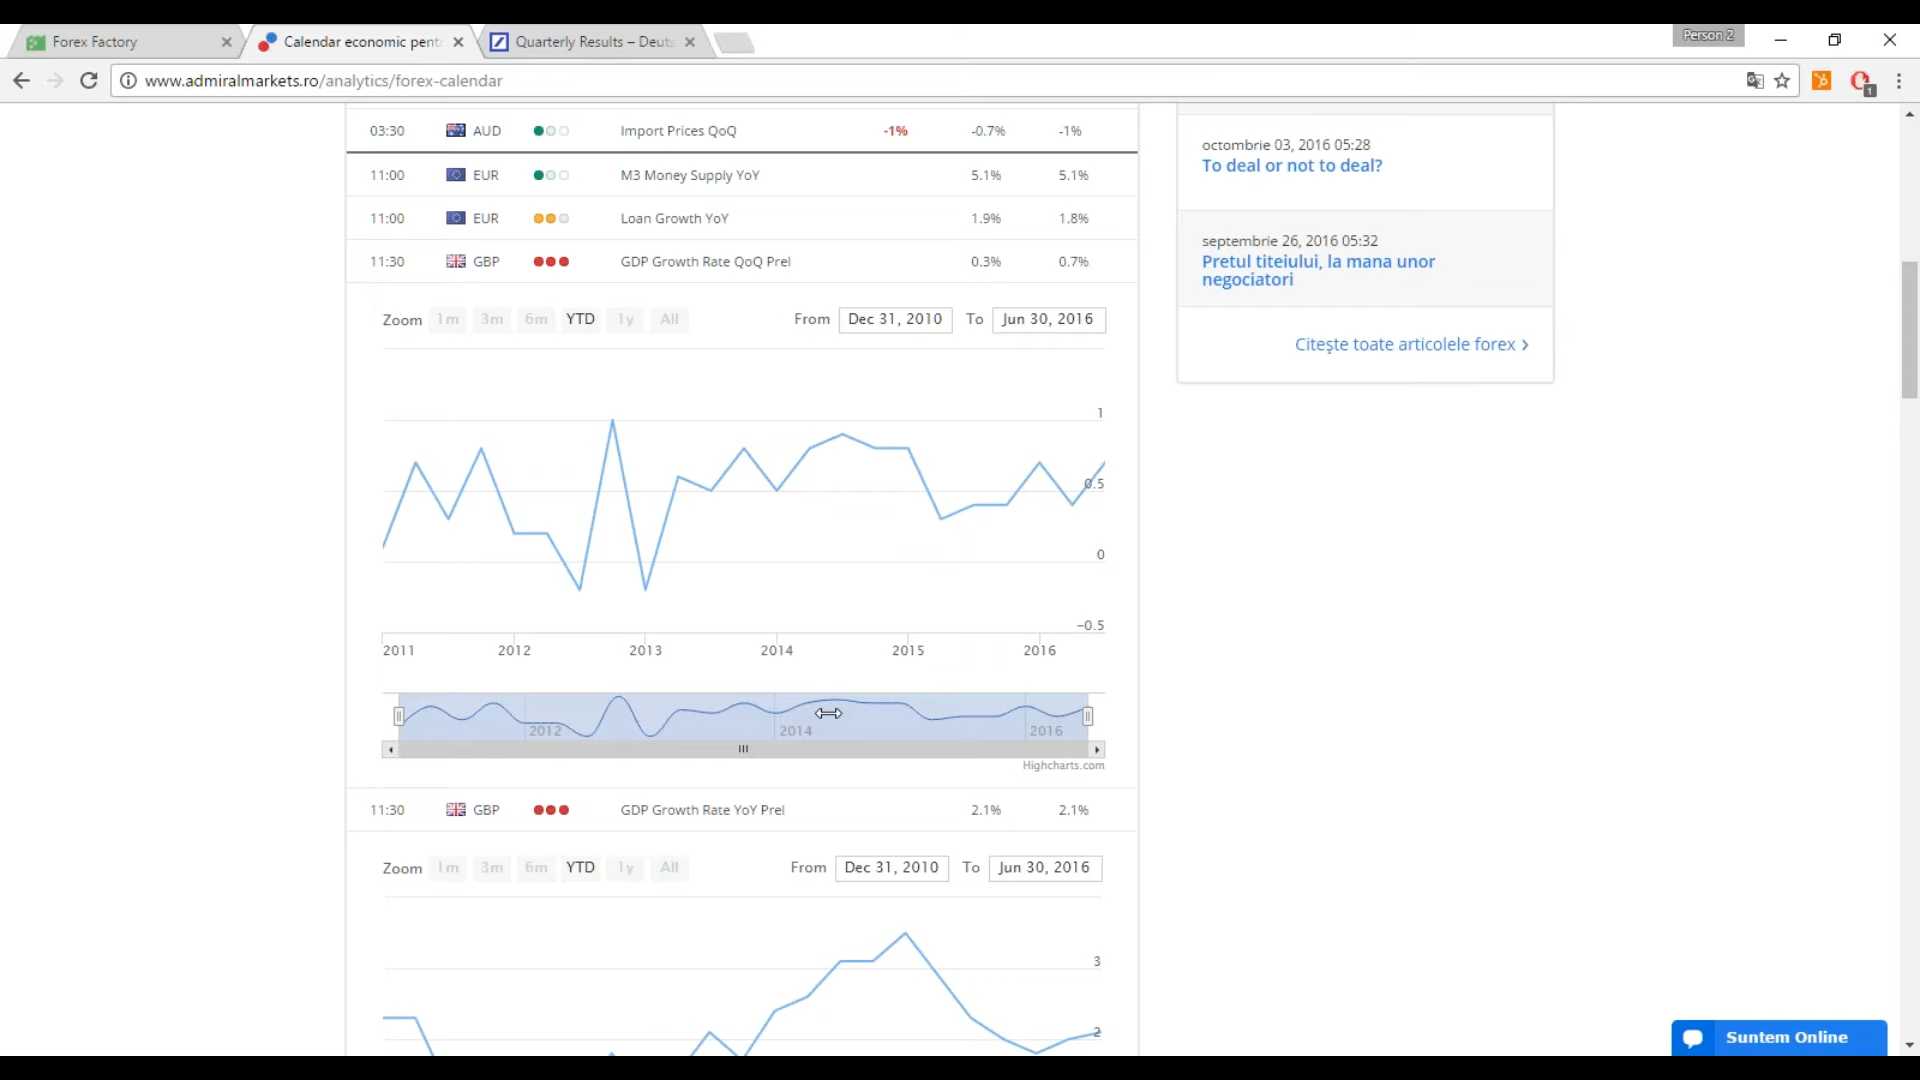 Forex Factory
Calendar economic pent
Quarterly Results – Deuts
Person 2
www.admiralmarkets.ro/analytics/forex-calendar
1
03:30 AUD Import Prices QoQ -1% -0.7% -1%
11:00 EUR M3 Money Supply YoY 5.1% 5.1%
11:00 EUR Loan Growth YoY 1.9% 1.8%
11:30 GBP GDP Growth Rate QoQ Prel 0.3% 0.7%
Zoom 1m 3m 6m YTD 1y All From Dec 31, 2010 To Jun 30, 2016
1
0.5
0
−0.5
2011 2012 2013 2014 2015 2016
2012 2014 2016
Highcharts.com
11:30 GBP GDP Growth Rate YoY Prel 2.1% 2.1%
Zoom 1m 3m 6m YTD 1y All From Dec 31, 2010 To Jun 30, 2016
3
2
octombrie 03, 2016 05:28
To deal or not to deal?
septembrie 26, 2016 05:32
Pretul titeiului, la mana unor
negociatori
Citește toate articolele forex ›
Suntem Online